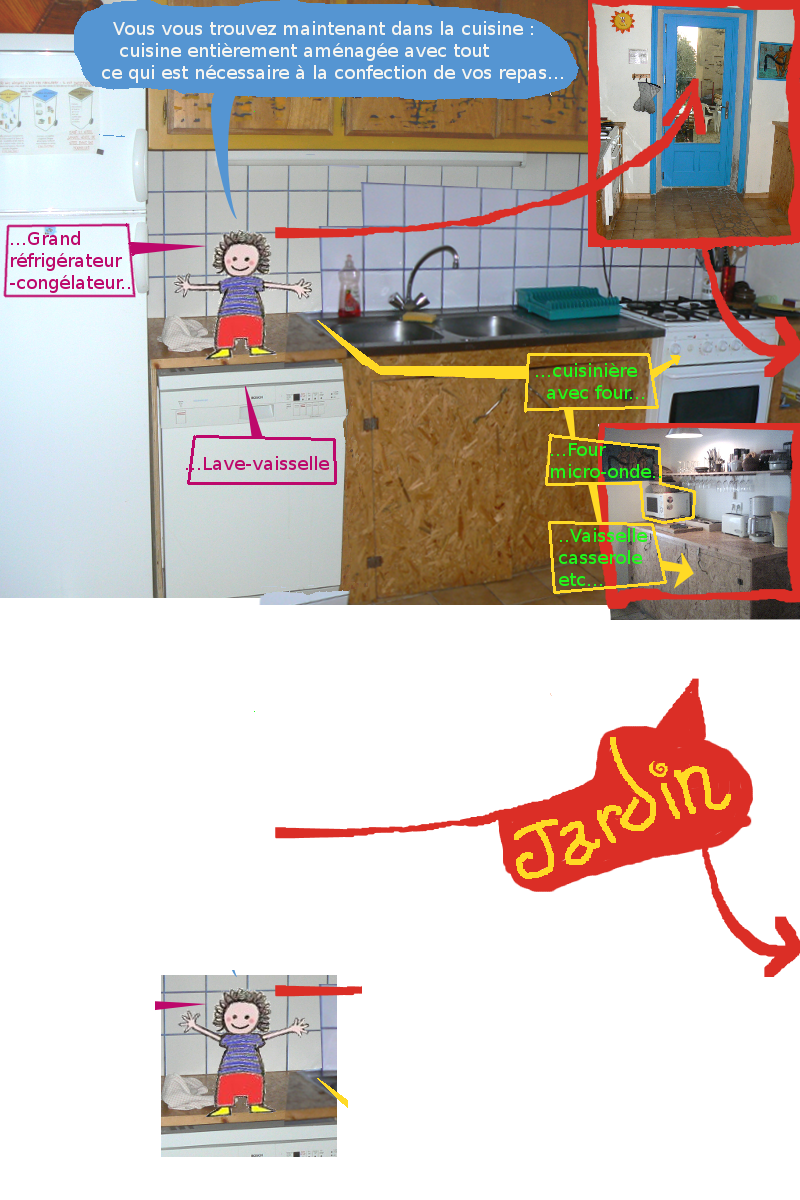 Vous vous trouvez maintenant dans la cuisine :
cuisine entièrement aménagée avec tout
ce qui est nécessaire à la confection de vos repas...
...Grand
réfrigérateur
-congélateur..
...cuisinière
avec four...
...Lave-vaisselle
...Four
micro-onde.
..Vaisselle
casserole
etc...
Jardin